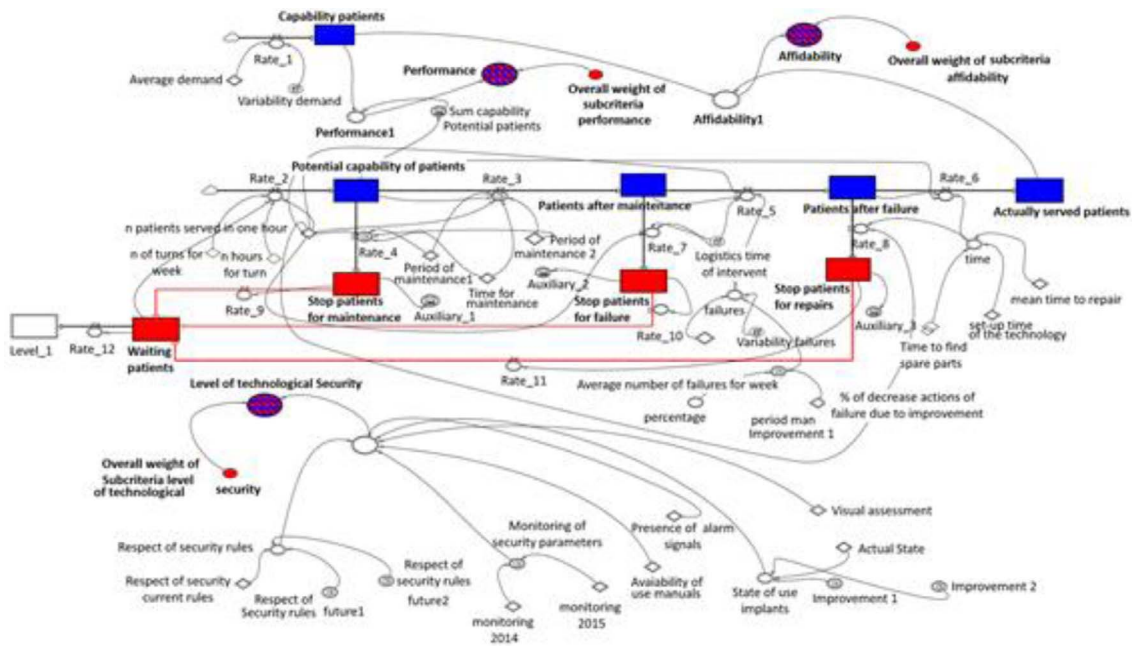 Capability patients
Rate_1
Average demand
Variability demand
Performance
Overall weight of
subcriteria
performance
Performance1
Sum capability
Potential patients
Affidability
Overall weight of subcriteria
affidability
Affidability1
Potential capability of patients
Rate_2
Rate_3
Patients after maintenance
Rate_5
Patients after failure
Rate_6
Actually served patients
n patients served in one hour
n of turns for
week
n hours
for turn
Rate_4
Period of
maintenance1
Time for
maintenance
Period of
maintenance 2
Rate_7
Logistics time
of intervent
Rate_8
time
mean time to repair
set-up time
of the technology
Time to find
spare parts
Rate_9
Stop patients
for maintenance
Auxiliary_1
Auxiliary_2
Stop patients
for failure
Rate_10
failures
Variability failures
Stop patients
for repairs
Auxiliary_3
Level_1
Rate_12
Waiting
patients
Rate_11
Average number of failures for week
percentage
period man
Improvement 1
% of decrease actions of
failure due to improvement
Level of technological Security
Overall weight of
Subcriteria level
of technological
security
Respect of security rules
Respect of security
current rules
Respect of
Security rules
future1
Respect of
security rules
future2
Monitoring of
security parameters
monitoring
2014
monitoring
2015
Presence of alarm
signals
Avaiability of
use manuals
Visual assessment
Actual State
State of use
implants
Improvement 1
Improvement 2